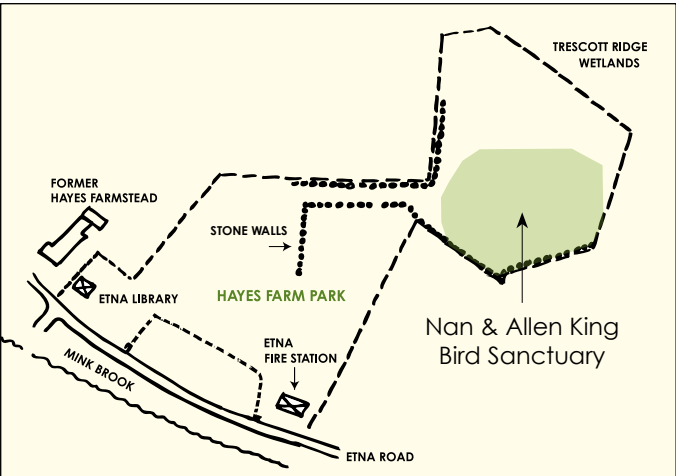 TRESCOTT RIDGE
WETLANDS
FORMER
HAYES FARMSTEAD
STONE WALLS
ETNA LIBRARY
HAYES FARM PARK
Nan & Allen King
Bird Sanctuary
ETNA
FIRE STATION
MINK BROOK
ETNA ROAD